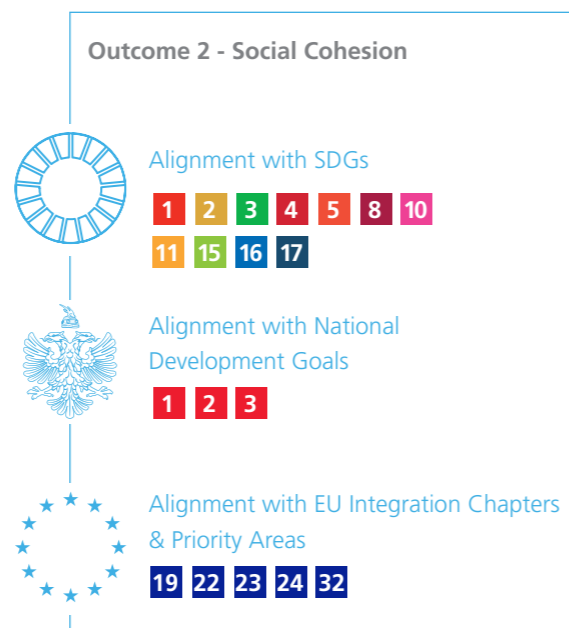 Outcome 2 - Social Cohesion
Alignment with SDGs
1 2 3 4 5 8 10
11 15 16 17
Alignment with National
Development Goals
1 2 3
Alignment with EU Integration Chapters
& Priority Areas
19 22 23 24 32